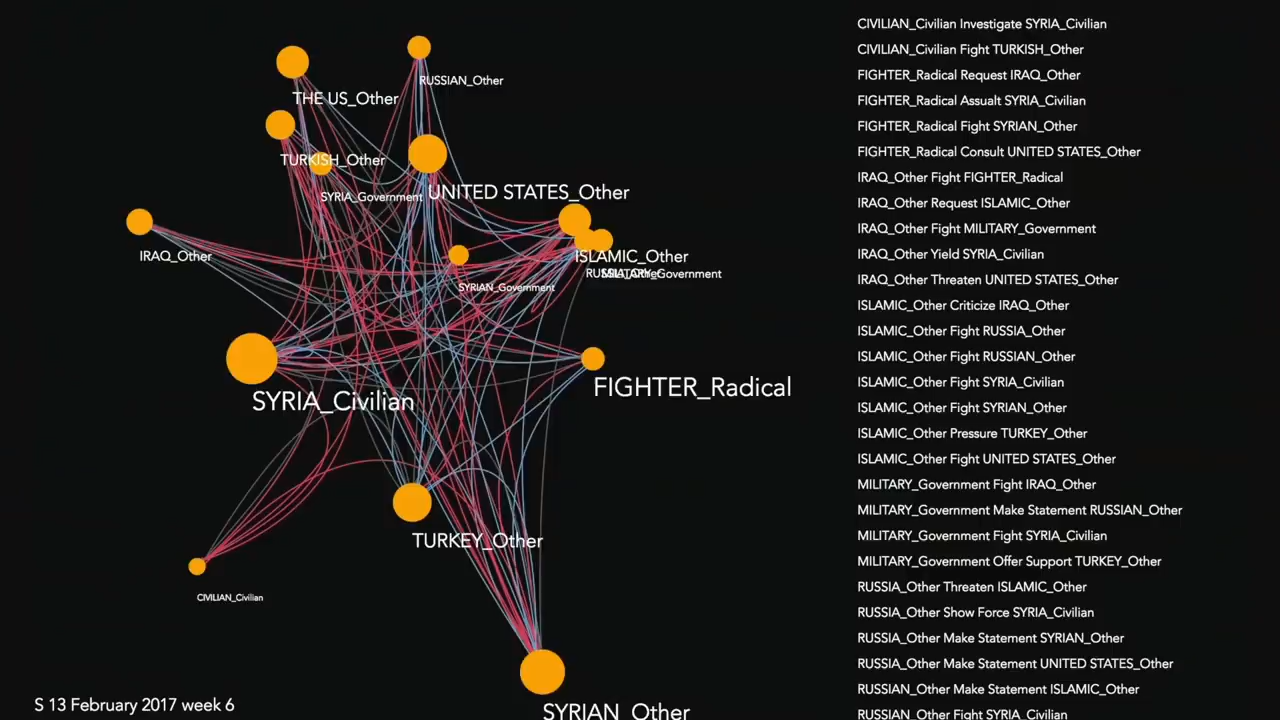 RUSSIAN_Other
THE US_Other
TURKISH_Other
SYRIA_Government
UNITED STATES_Other
IRAQ_Other
ISLAMIC_Other
SYRIAN_Government
SYRIA_Civilian
FIGHTER_Radical
TURKEY_Other
CIVILIAN_Civilian
SYRIAN_Other
S 13 February 2017 week 6
CIVILIAN_Civilian Investigate SYRIA_Civilian
CIVILIAN_Civilian Fight TURKISH_Other
FIGHTER_Radical Request IRAQ_Other
FIGHTER_Radical Assualt SYRIA_Civilian
FIGHTER_Radical Fight SYRIAN_Other
FIGHTER_Radical Consult UNITED STATES_Other
IRAQ_Other Fight FIGHTER_Radical
IRAQ_Other Request ISLAMIC_Other
IRAQ_Other Fight MILITARY_Government
IRAQ_Other Yield SYRIA_Civilian
IRAQ_Other Threaten UNITED STATES_Other
ISLAMIC_Other Criticize IRAQ_Other
ISLAMIC_Other Fight RUSSIA_Other
ISLAMIC_Other Fight RUSSIAN_Other
ISLAMIC_Other Fight SYRIA_Civilian
ISLAMIC_Other Fight SYRIAN_Other
ISLAMIC_Other Pressure TURKEY_Other
ISLAMIC_Other Fight UNITED STATES_Other
MILITARY_Government Fight IRAQ_Other
MILITARY_Government Make Statement RUSSIAN_Other
MILITARY_Government Fight SYRIA_Civilian
MILITARY_Government Offer Support TURKEY_Other
RUSSIA_Other Threaten ISLAMIC_Other
RUSSIA_Other Show Force SYRIA_Civilian
RUSSIA_Other Make Statement SYRIAN_Other
RUSSIA_Other Make Statement UNITED STATES_Other
RUSSIAN_Other Make Statement ISLAMIC_Other
RUSSIAN_Other Fight SYRIA_Civilian